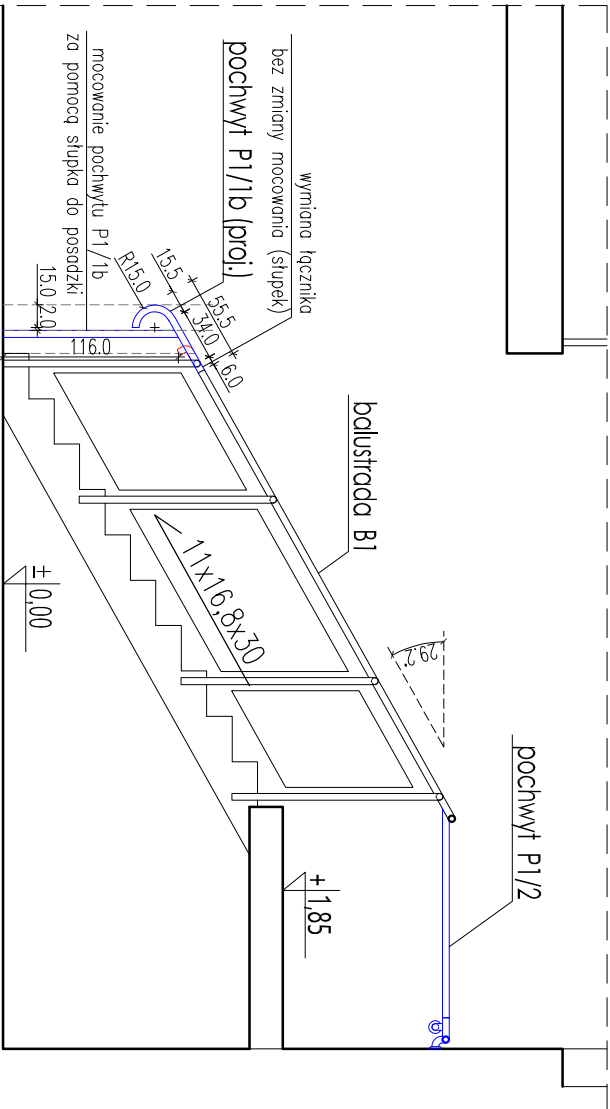 wymiana łącznika
bez zmiany mocowania (słupek)
pochwyt P1/1b (proj.)
mocowanie pochwytu P1/1b
za pomocą słupka do posadzki
R15.0
15.5
55.5
34.0
6.0
15.0
2.0
116.0
balustrada B1
11x16,8x30
29.2°
pochwyt P1/2
± 0,00
+ 1,85